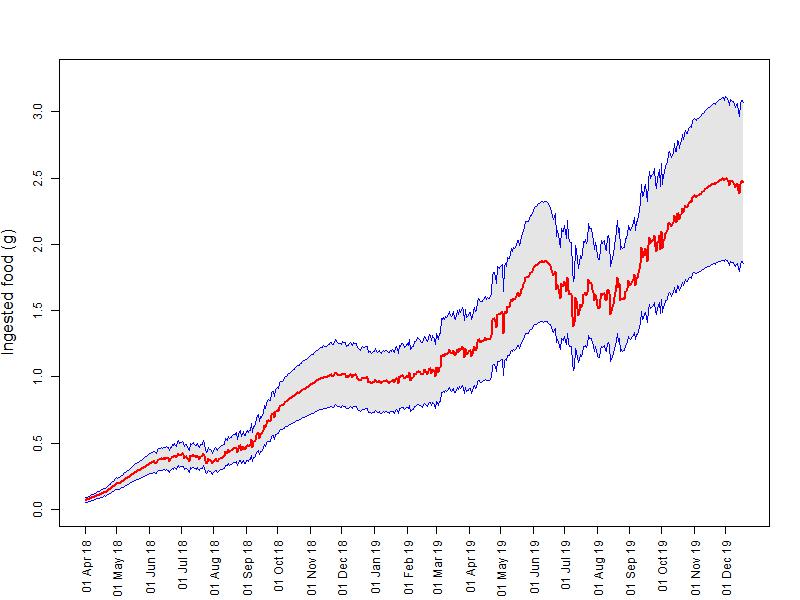 Ingested food (g)
3.0
2.5
2.0
1.5
1.0
0.5
0.0
01 Apr 18
01 May 18
01 Jun 18
01 Jul 18
01 Aug 18
01 Sep 18
01 Oct 18
01 Nov 18
01 Dec 18
01 Jan 19
01 Feb 19
01 Mar 19
01 Apr 19
01 May 19
01 Jun 19
01 Jul 19
01 Aug 19
01 Sep 19
01 Oct 19
01 Nov 19
01 Dec 19